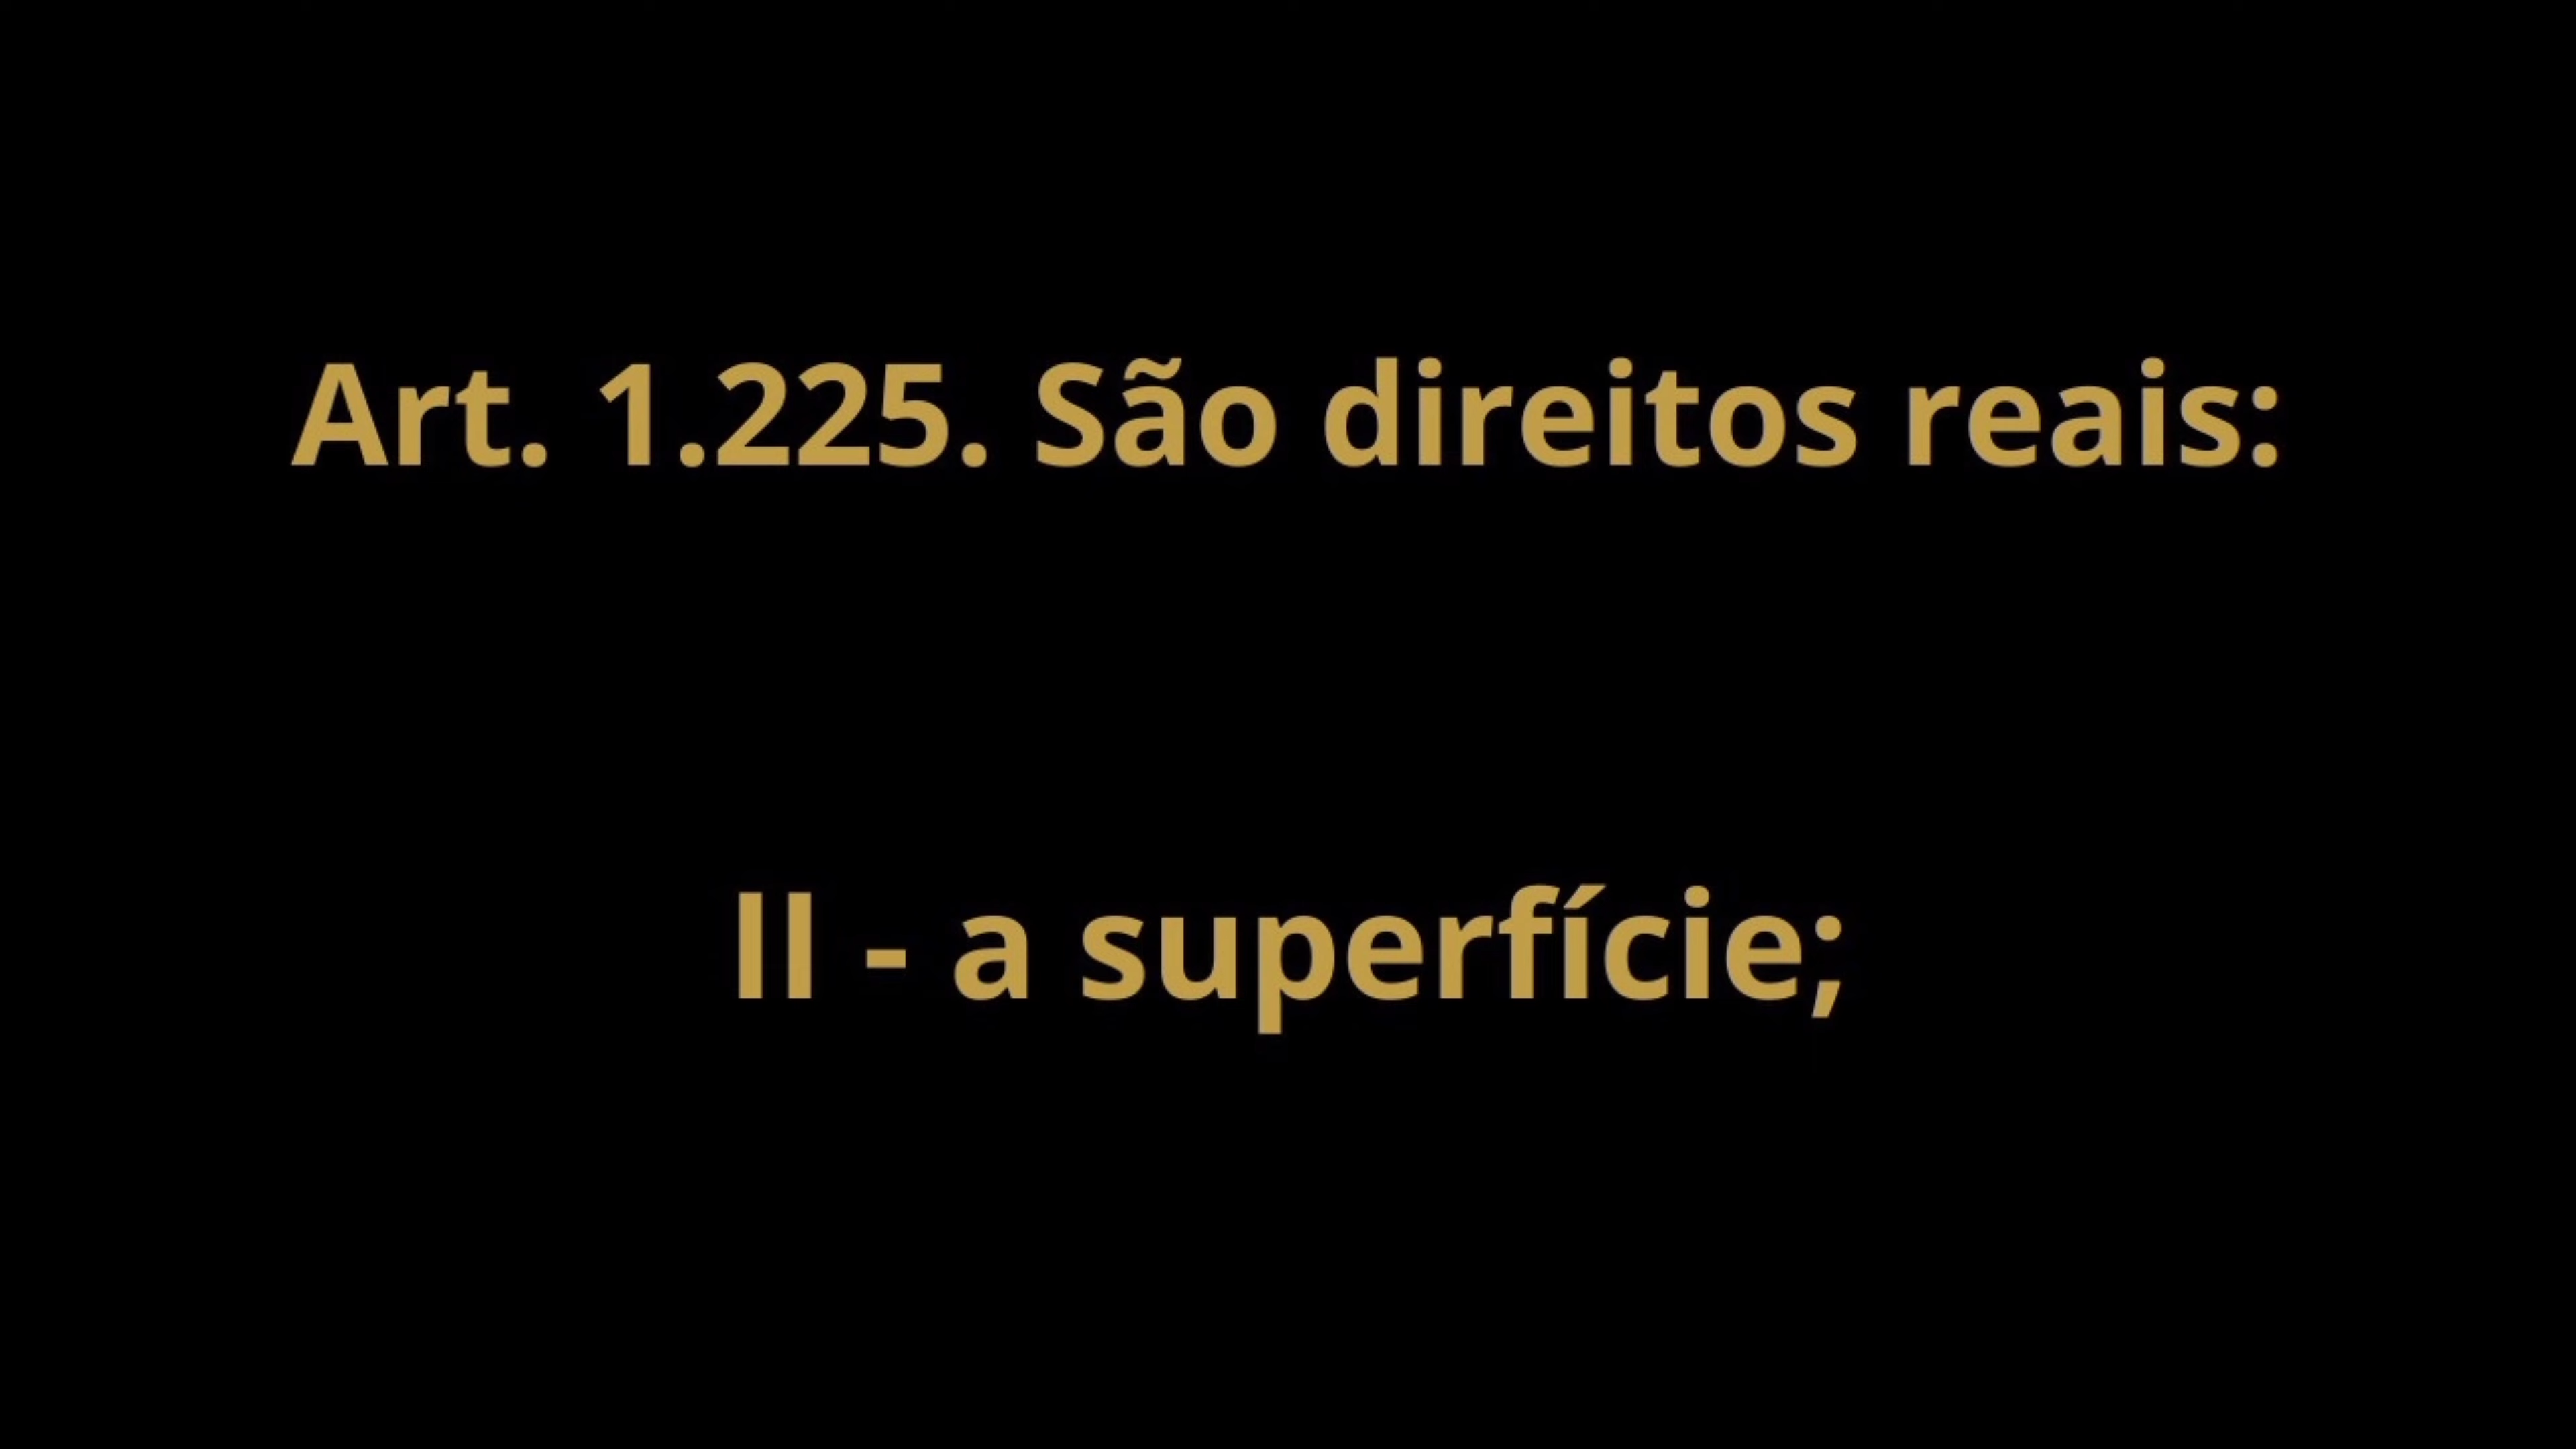 Art. 1.225. São direitos reais:
II - a superfície;